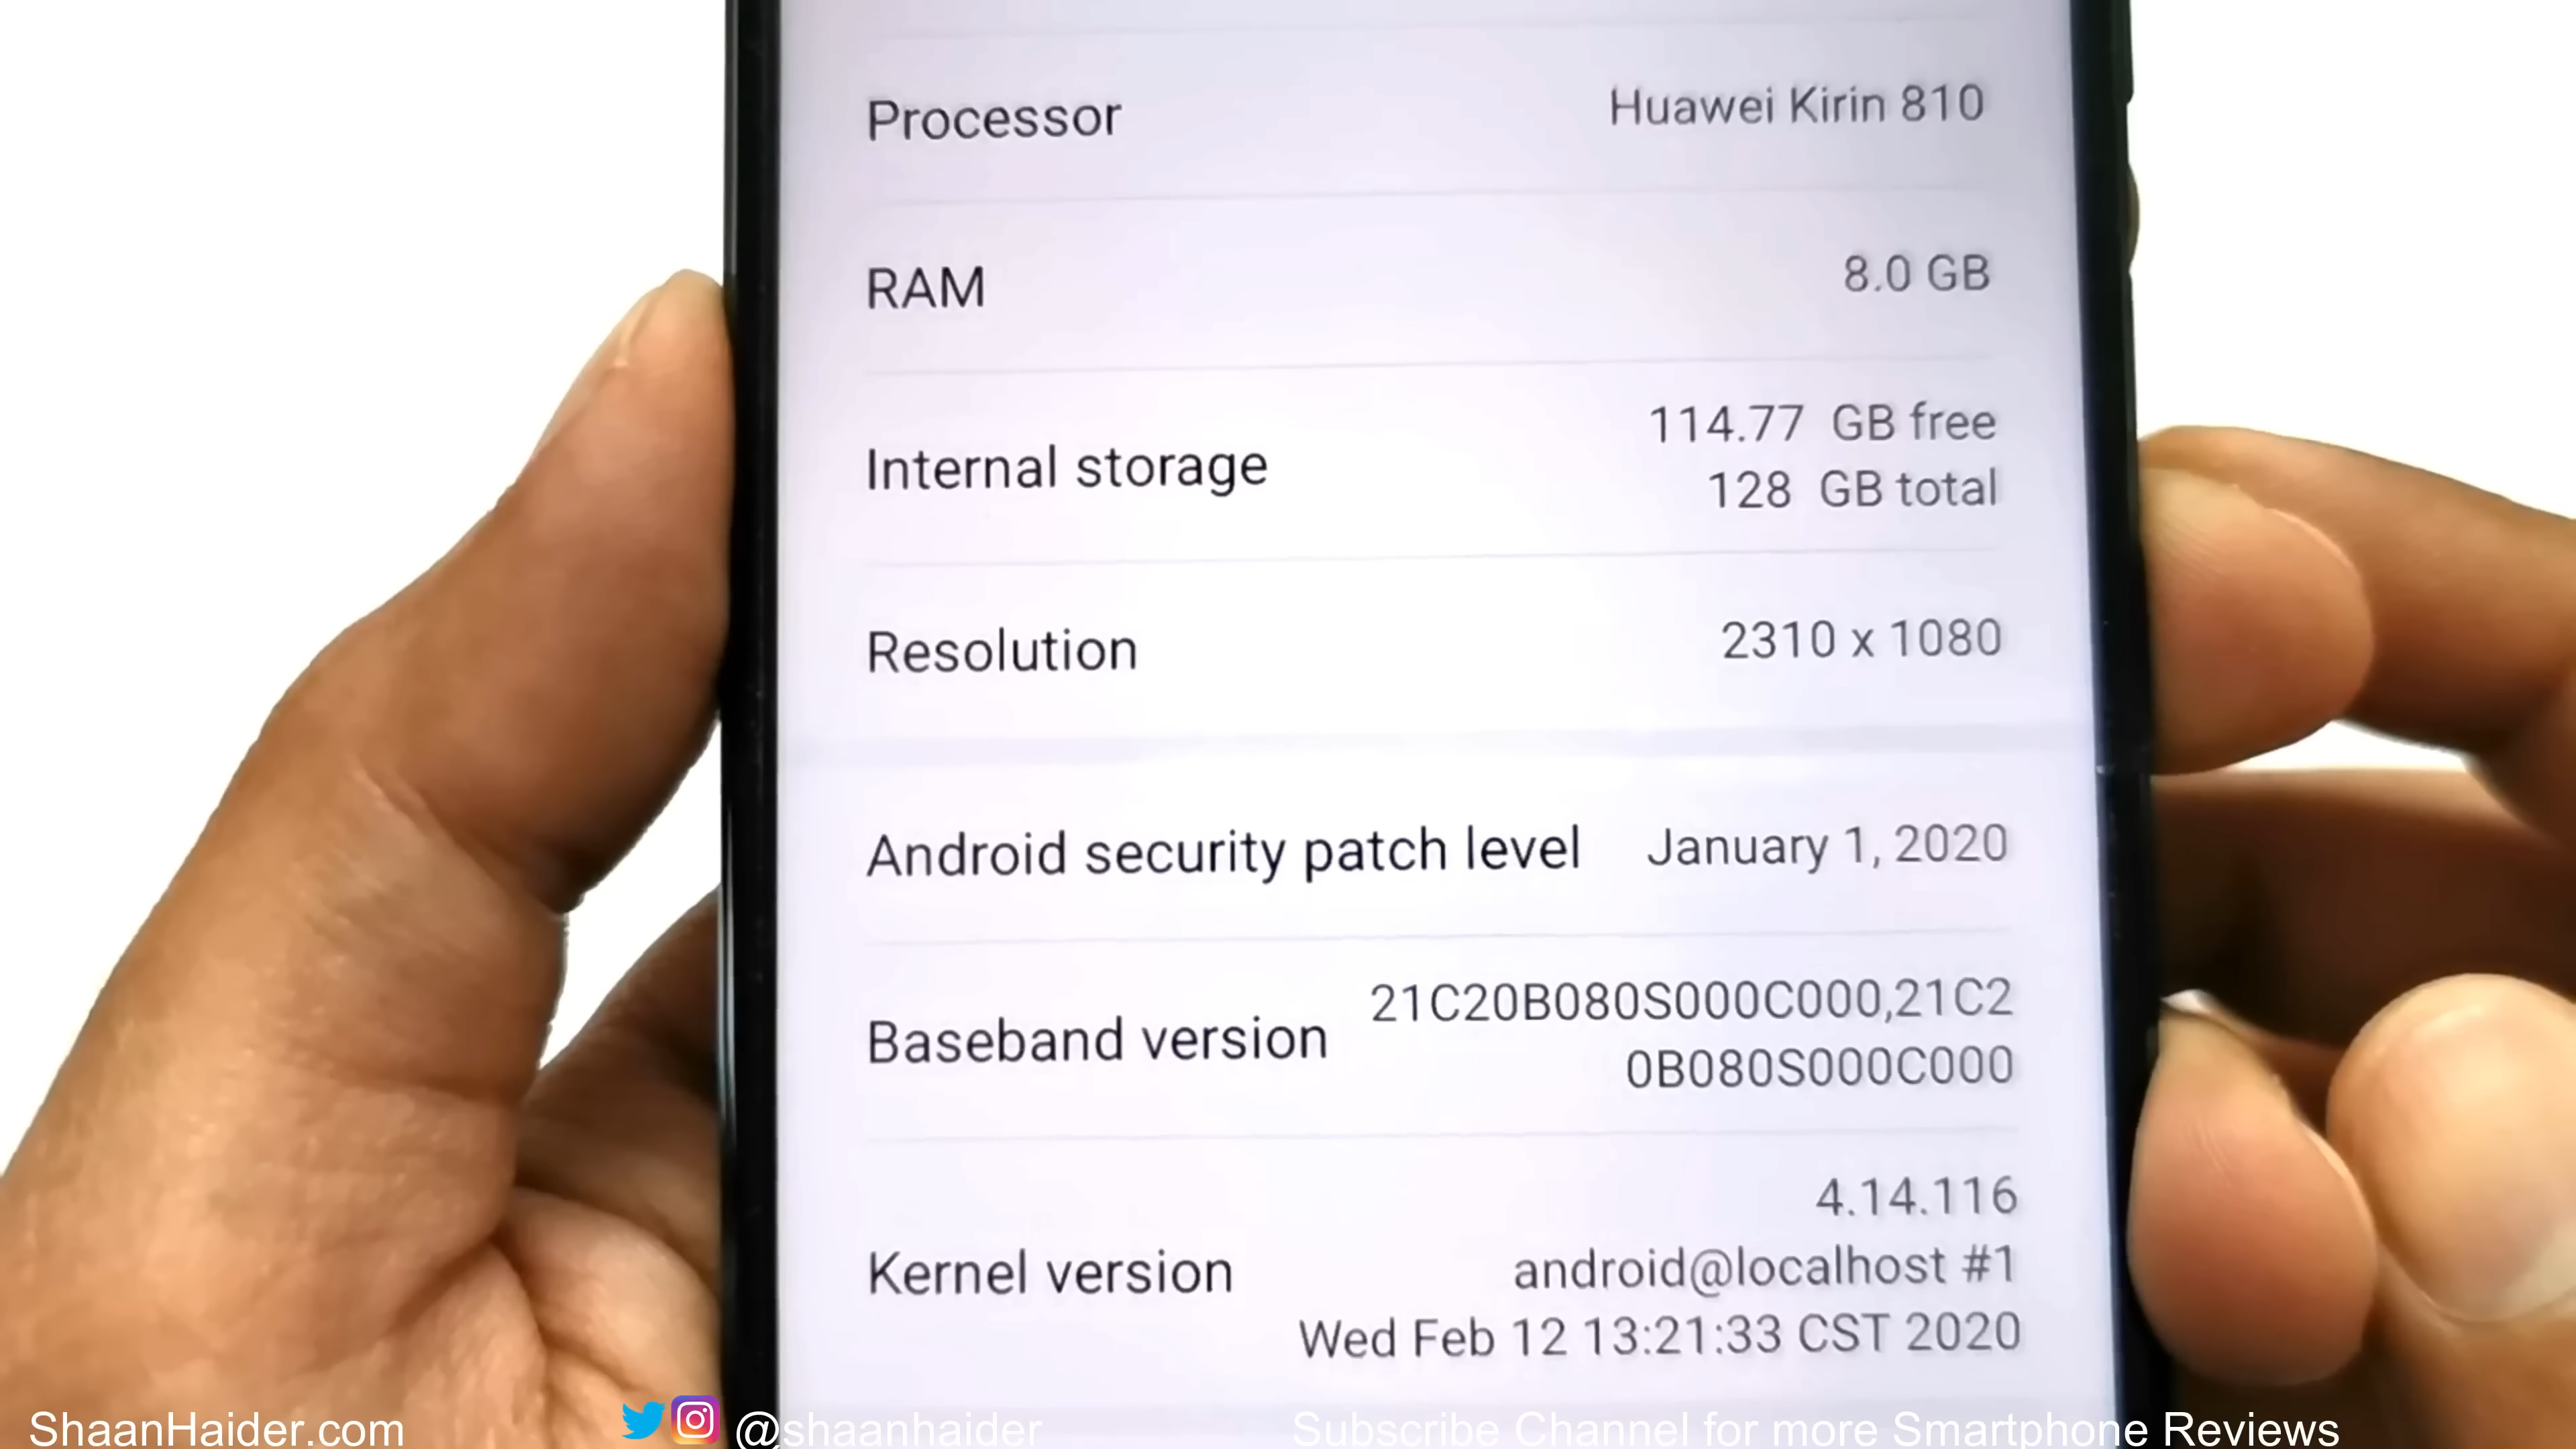 Processor Huawei Kirin 810
RAM 8.0 GB
114.77 GB free
Internal storage
128 GB total
Resolution 2310 x 1080
Android security patch level January 1, 2020
21C20B080S000C000,21C2
Baseband version
0B080S000C000
4.14.116
Kernel version android@localhost #1
Wed Feb 12 13:21:33 CST 2020
ShaanHaider.com @shaanhaider Subscribe Channel for more Smartphone Reviews